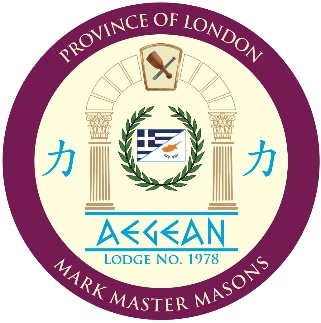 PROVINCE OF LONDON
力 力
AEGEAN
LODGE NO. 1978
MARK MASTER MASONS